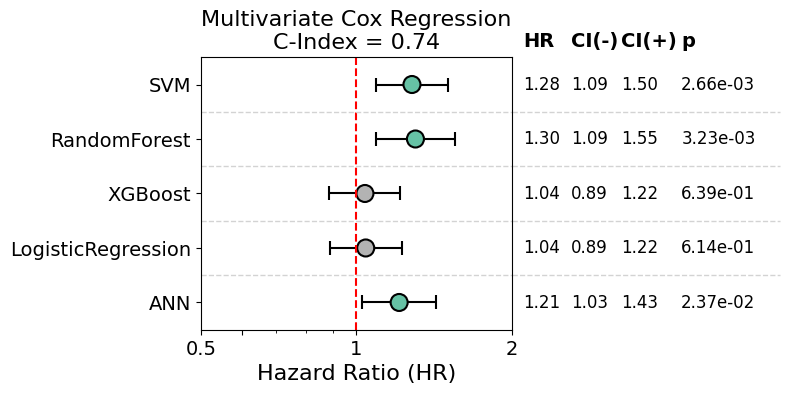 Multivariate Cox Regression
C-Index = 0.74
HR CI(-) CI(+) p
SVM 1.28 1.09 1.50 2.66e-03
RandomForest 1.30 1.09 1.55 3.23e-03
XGBoost 1.04 0.89 1.22 6.39e-01
LogisticRegression 1.04 0.89 1.22 6.14e-01
ANN 1.21 1.03 1.43 2.37e-02
0.5 1 2
Hazard Ratio (HR)